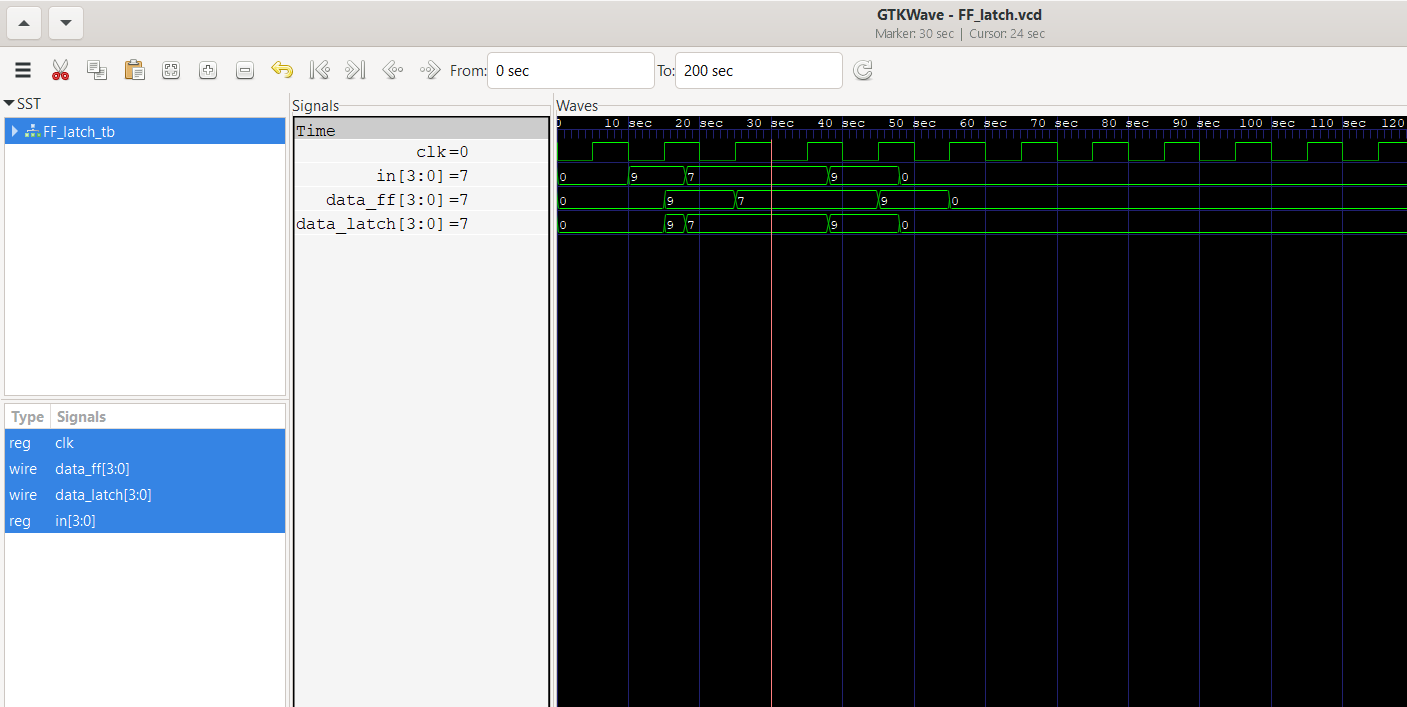 GTKWave - FF_latch.vcd
Marker: 30 sec | Cursor: 24 sec
From: 0 sec To: 200 sec
SST
FF_latch_tb
Type Signals
reg clk
wire data_ff[3:0]
wire data_latch[3:0]
reg in[3:0]
Signals
Time
clk=0
in[3:0]=7
data_ff[3:0]=7
data_latch[3:0]=7
Waves
0 10 sec 20 sec 30 sec 40 sec 50 sec 60 sec 70 sec 80 sec 90 sec 100 sec 110 sec 120
0 9 7 9 0
0 9 7 9 0
0 9 7 9 0